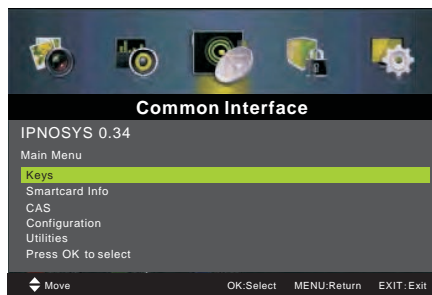 Common Interface
IPNOSYS 0.34
Main Menu
Keys
Smartcard Info
CAS
Configuration
Utilities
Press OK to select
Move OK:Select MENU:Return EXIT:Exit